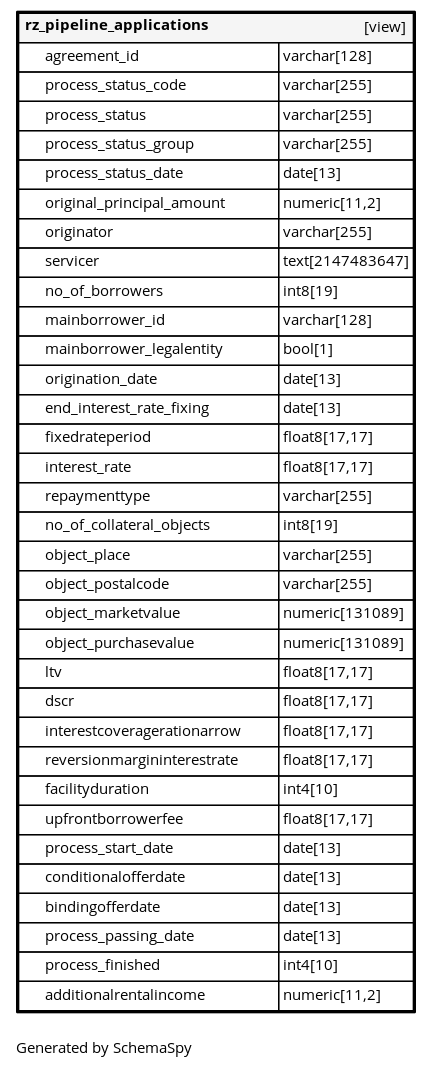 rz_pipeline_applications [view]
agreement_id varchar[128]
process_status_code varchar[255]
process_status varchar[255]
process_status_group varchar[255]
process_status_date date[13]
original_principal_amount numeric[11,2]
originator varchar[255]
servicer text[2147483647]
no_of_borrowers int8[19]
mainborrower_id varchar[128]
mainborrower_legalentity bool[1]
origination_date date[13]
end_interest_rate_fixing date[13]
fixedrateperiod float8[17,17]
interest_rate float8[17,17]
repaymenttype varchar[255]
no_of_collateral_objects int8[19]
object_place varchar[255]
object_postalcode varchar[255]
object_marketvalue numeric[131089]
object_purchasevalue numeric[131089]
ltv float8[17,17]
dscr float8[17,17]
interestcoveragerationarrow float8[17,17]
reversionmargininterestrate float8[17,17]
facilityduration int4[10]
upfrontborrowerfee float8[17,17]
process_start_date date[13]
conditionalofferdate date[13]
bindingofferdate date[13]
process_passing_date date[13]
process_finished int4[10]
additionalrentalincome numeric[11,2]
Generated by SchemaSpy